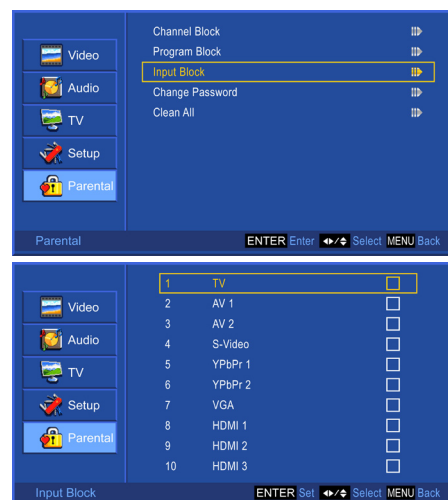 Channel Block
Video
Program Block
Input Block
Audio
Change Password
TV
Clean All
Setup
Parental
Parental ENTER Enter ◄►/◆ Select MENU Back
1 TV
Video
2 AV 1
3 AV 2
Audio
4 S-Video
TV
5 YPbPr 1
6 YPbPr 2
Setup
7 VGA
8 HDMI 1
Parental
9 HDMI 2
10 HDMI 3
Input Block ENTER Set ◄►/◆ Select MENU Back